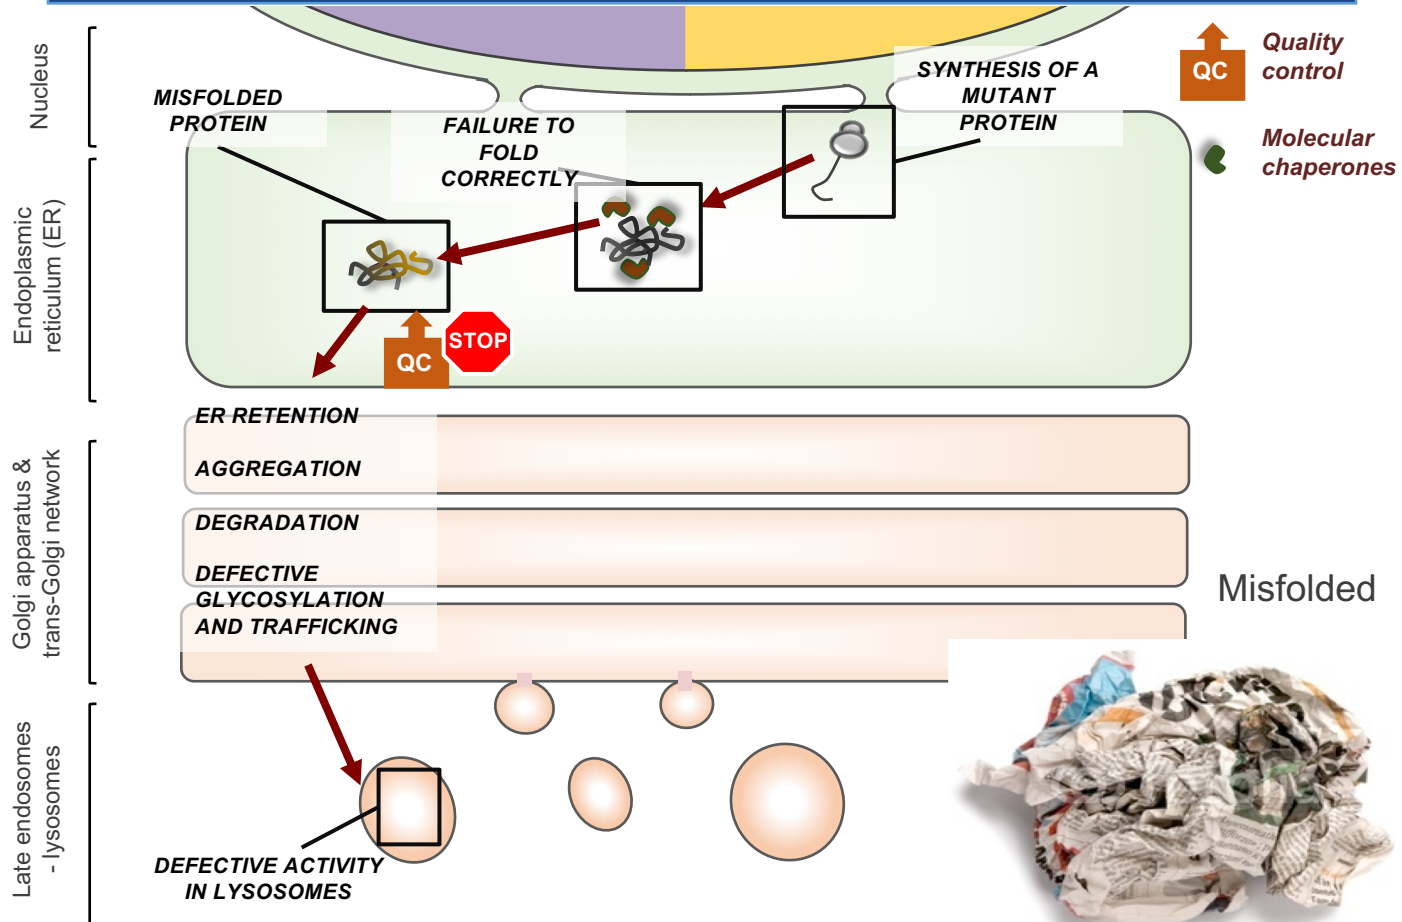 Nucleus
MISFOLDED
PROTEIN
FAILURE TO
FOLD
CORRECTLY
SYNTHESIS OF A
MUTANT
PROTEIN
QC
Quality
control
Molecular
chaperones
Endoplasmic
reticulum (ER)
QC
STOP
Golgi apparatus &
trans-Golgi network
ER RETENTION
AGGREGATION
DEGRADATION
DEFECTIVE
GLYCOSYLATION
AND TRAFFICKING
Misfolded
Late endosomes
- lysosomes
DEFECTIVE ACTIVITY
IN LYSOSOMES